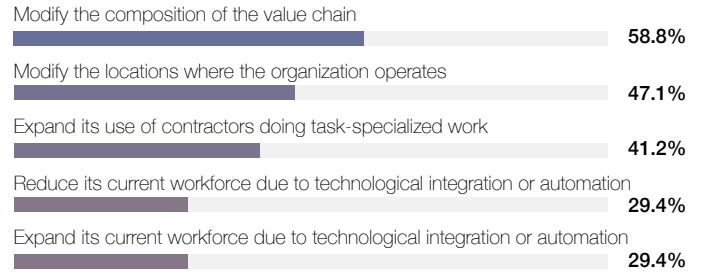 Modify the composition of the value chain
58.8%
Modify the locations where the organization operates
47.1%
Expand its use of contractors doing task-specialized work
41.2%
Reduce its current workforce due to technological integration or automation
29.4%
Expand its current workforce due to technological integration or automation
29.4%